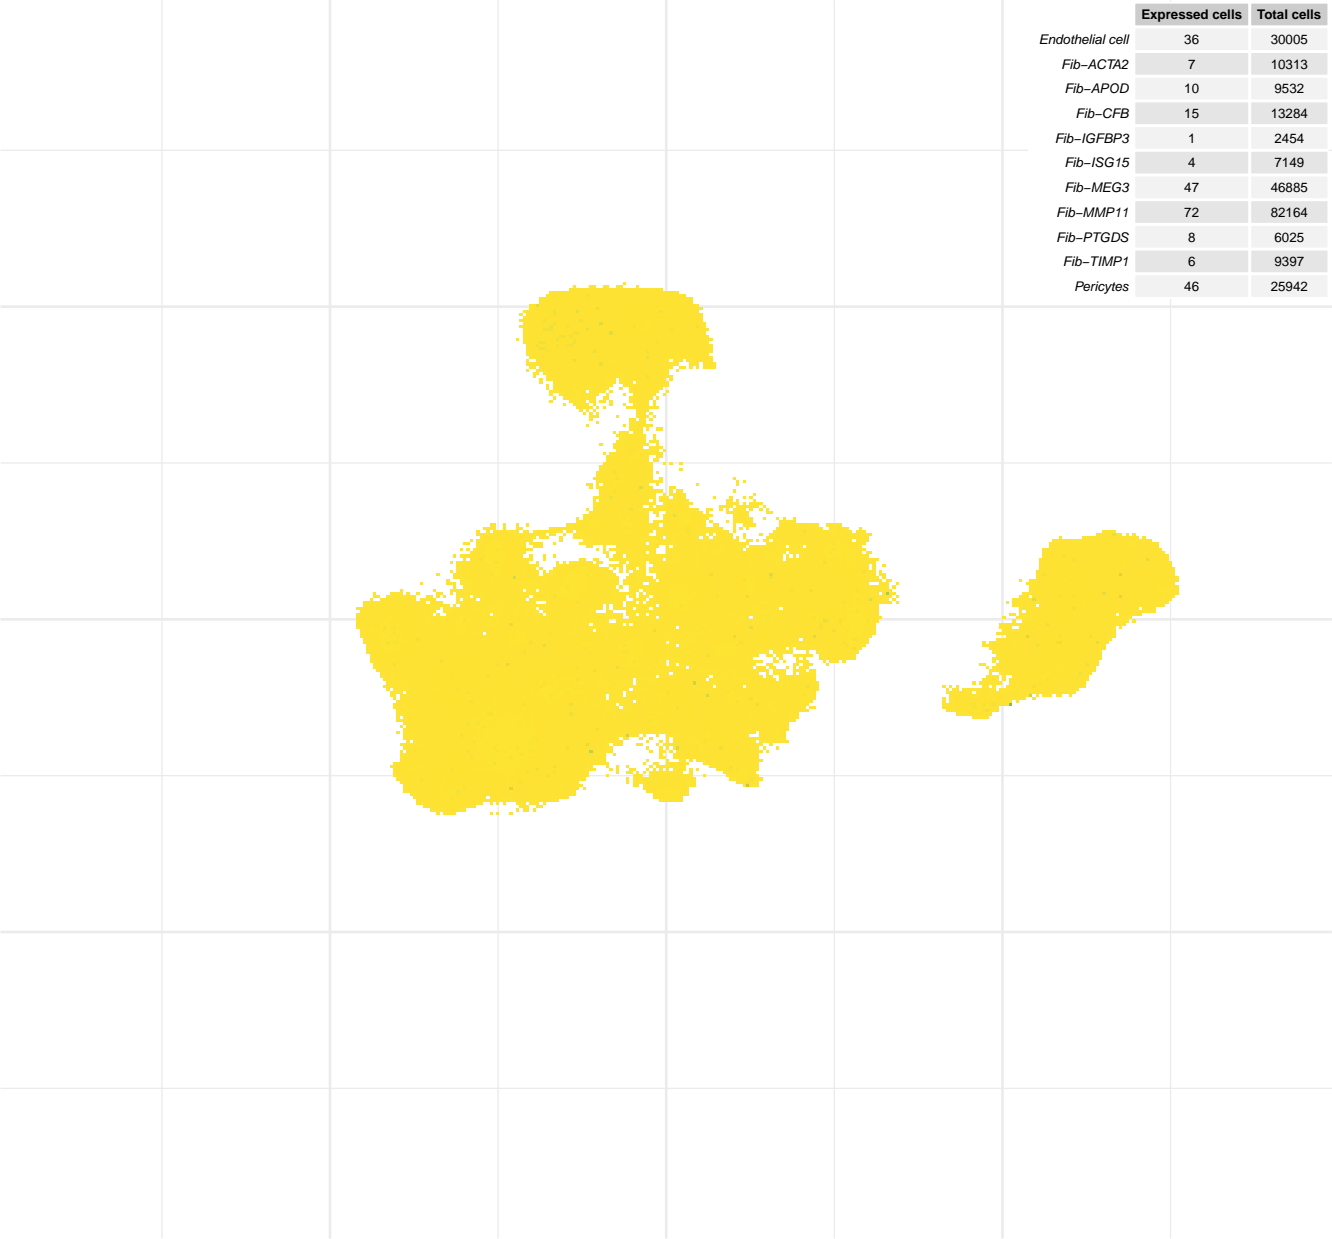 Expressed cells Total cells
Endothelial cell 36 30005
Fib−ACTA2 7 10313
Fib−APOD 10 9532
Fib−CFB 15 13284
Fib−IGFBP3 1 2454
Fib−ISG15 4 7149
Fib−MEG3 47 46885
Fib−MMP11 72 82164
Fib−PTGDS 8 6025
Fib−TIMP1 6 9397
Pericytes 46 25942